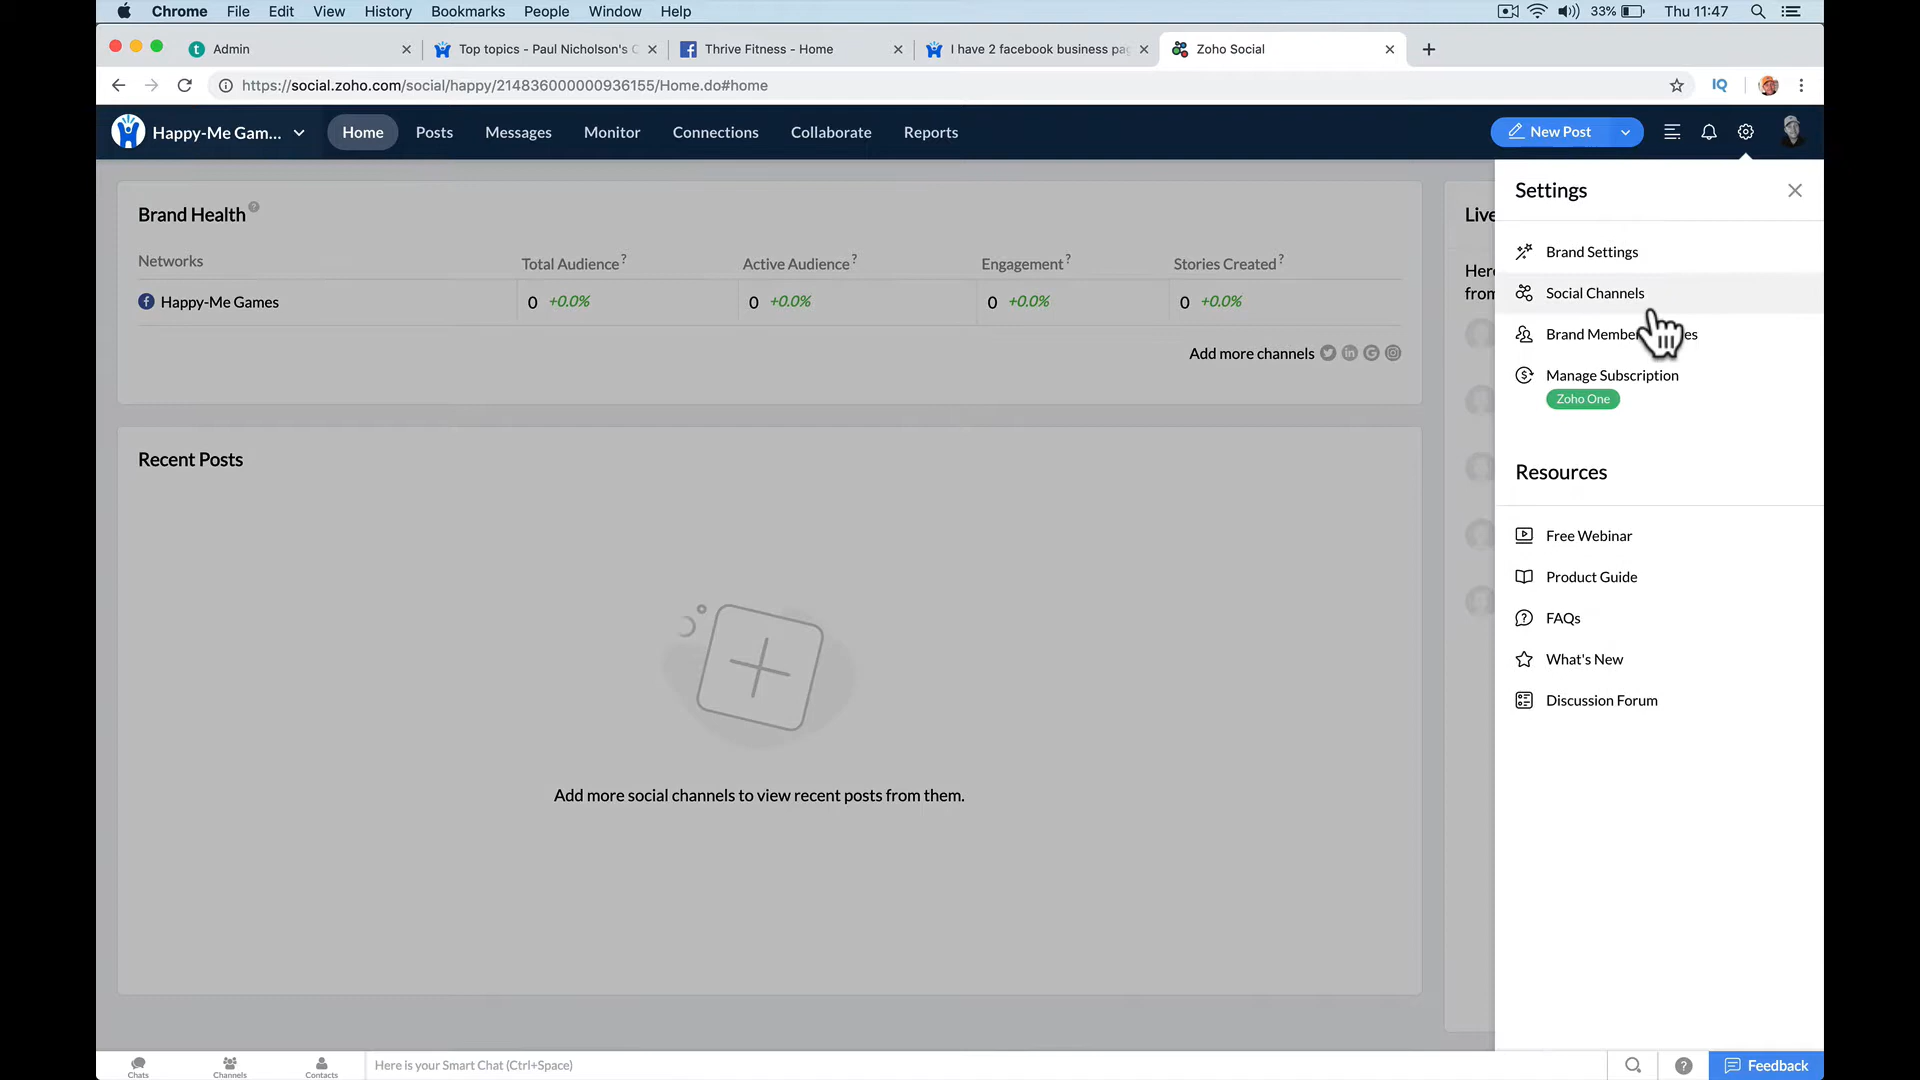 Chrome File Edit View History Bookmarks People Window Help 33% Thu 11:47
Admin Top topics - Paul Nicholson's Thrive Fitness - Home I have 2 facebook business pag Zoho Social
https://social.zoho.com/social/happy/214836000000936155/Home.do#home IQ
Happy-Me Gam... Home Posts Messages Monitor Connections Collaborate Reports New Post
Settings
Brand Settings
Social Channels
Brand
Manage Subscription
Zoho One
Resources
Free Webinar
Product Guide
FAQs
What's New
Discussion Forum
Brand Health ?
Networks Total Audience ? Active Audience ? Engagement ? Stories Created ?
Happy-Me Games 0 +0.0% 0 +0.0% 0 +0.0% 0 +0.0%
Add more channels
Live
from
Recent Posts
Add more social channels to view recent posts from them.
Chats Channels Contacts Here is your Smart Chat (Ctrl+Space) Feedback